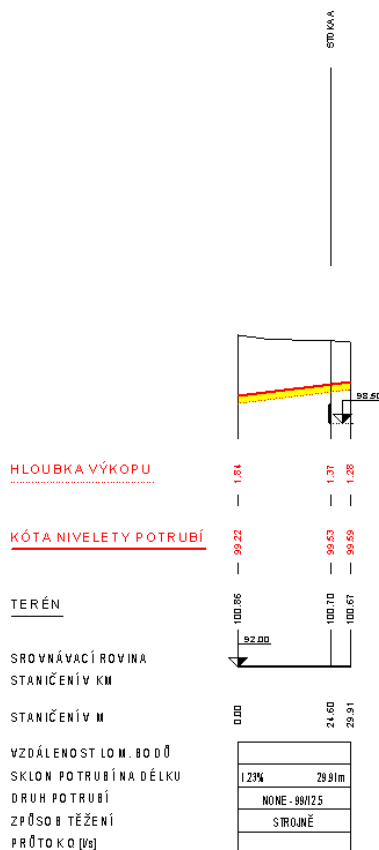 STOKA A
98.50
HLOUBKA VÝKOPU 1.84 1.37 1.28
KÓTA NIVELETY POTRUBÍ 99.22 99.53 99.59
TERÉN 100.86 100.70 100.67
92.00
SROVNÁVACÍ ROVINA
STANIČENÍ V KM
STANIČENÍ V M 0.00 24.60 29.91
VZDÁLENOST LOM. BODŮ
SKLON POTRUBÍ NA DÉLKU 1.23% 29.91m
DRUH POTRUBÍ NONE - 99/12.5
ZPŮSOB TĚŽENÍ STROJNĚ
PRŮTOK Q [l/s]